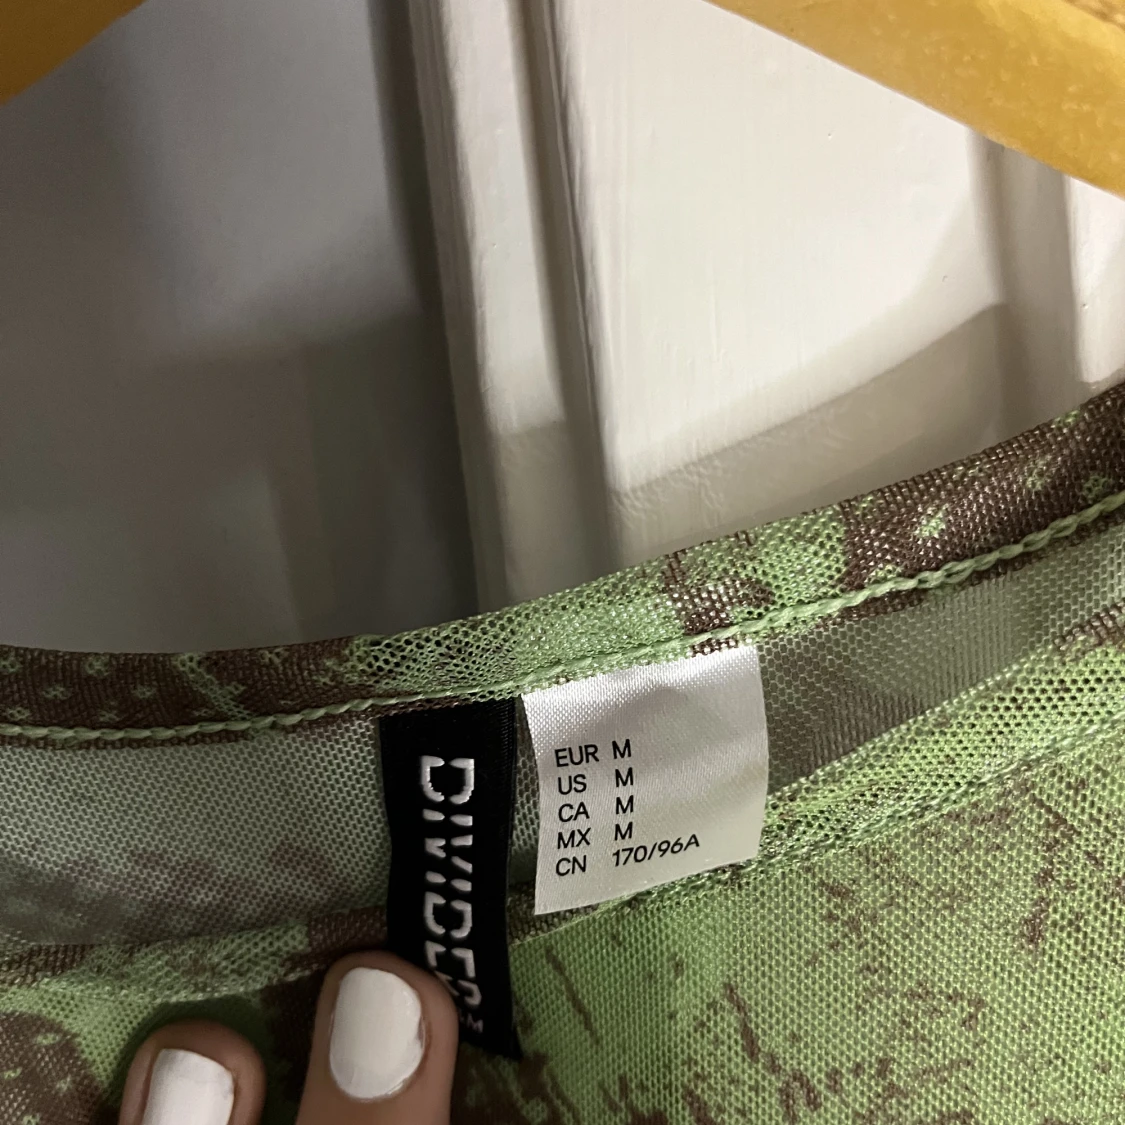 DIVIDED
EUR M
US M
CA M
MX M
CN 170/96A